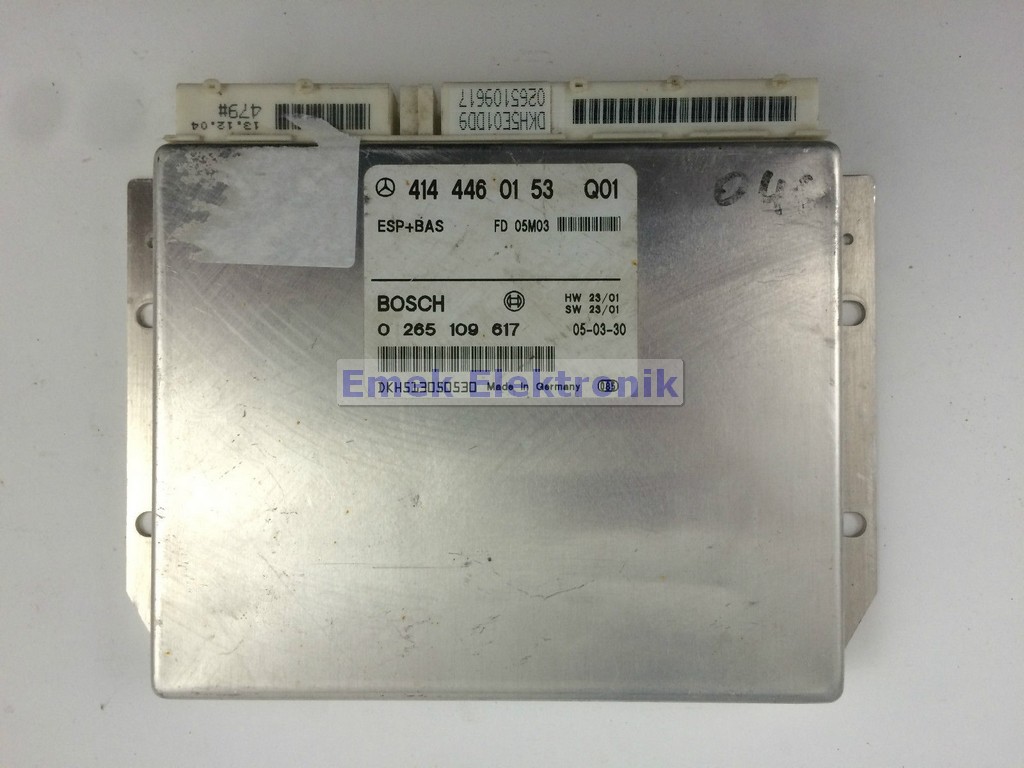 13.12.04
479#
0265109617
DKH5E01DD9
414 446 01 53 Q01
ESP+BAS FD 05M03
BOSCH HW 23/01
SW 23/01
0 265 109 617 05-03-30
Emek Elektronik
DKH513050530 Made in Germany